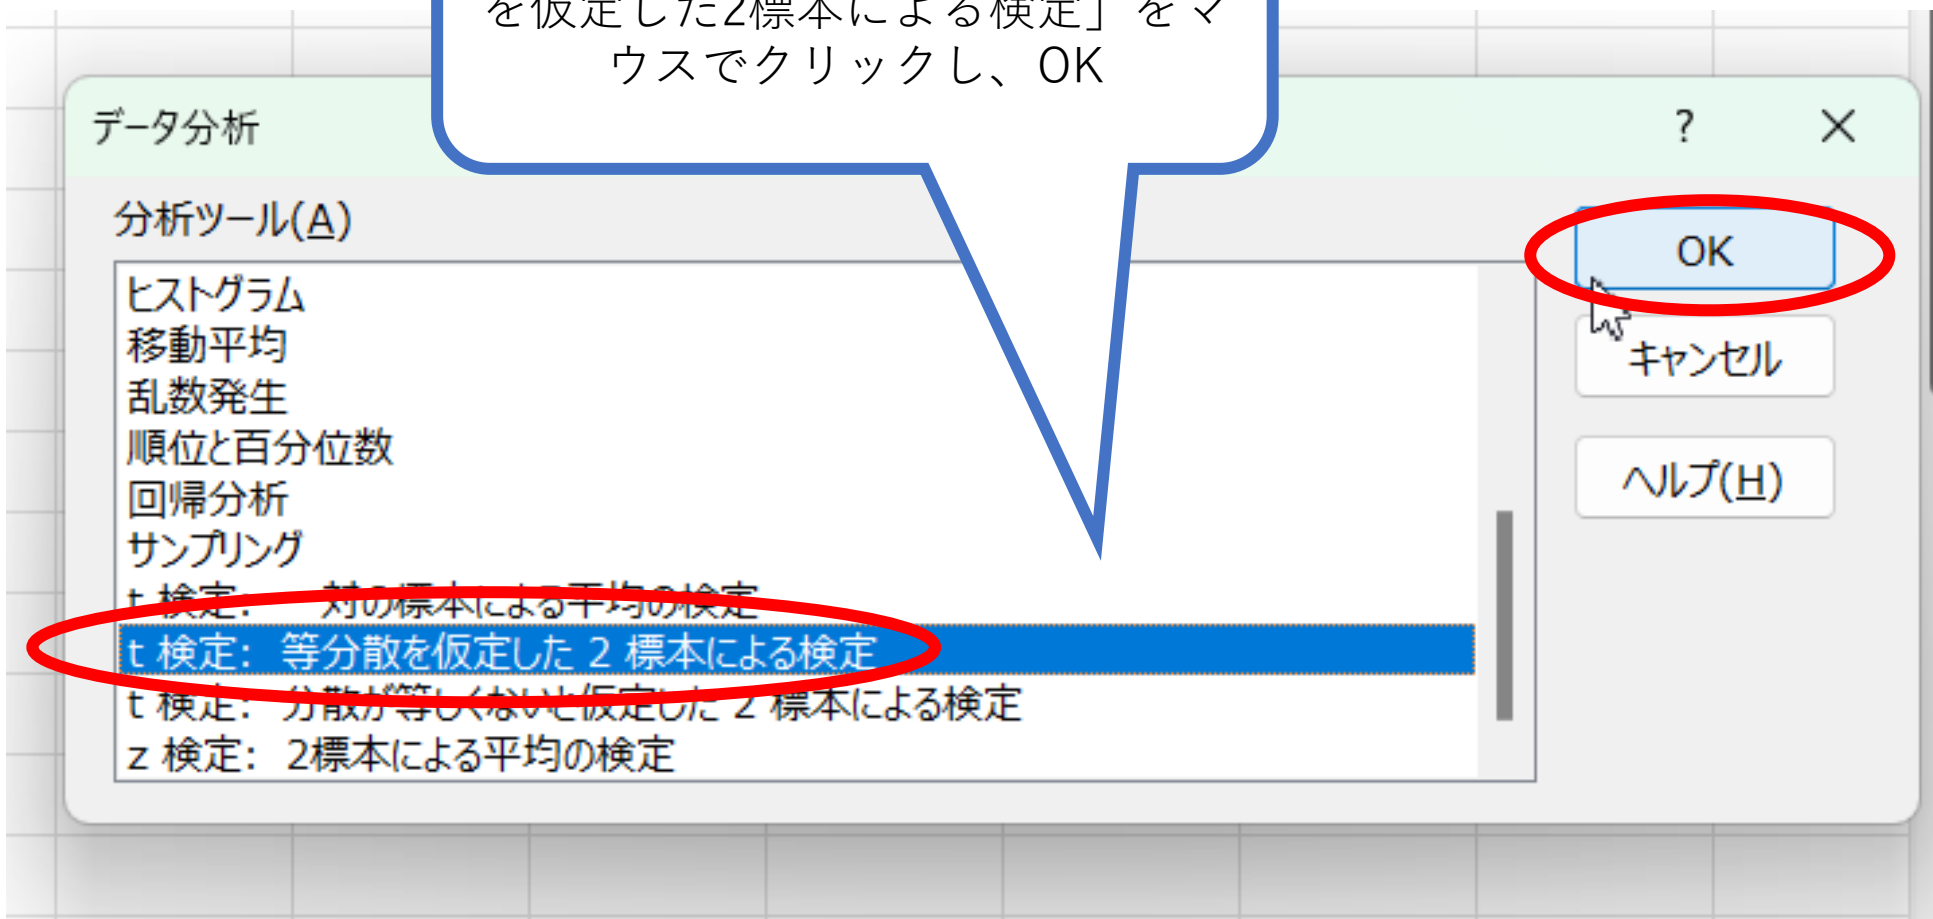 を仮定した2標本による検定」をマ
ウスでクリックし、OK
データ分析
? ×
分析ツール(A)
ヒストグラム
移動平均
乱数発生
順位と百分位数
回帰分析
サンプリング
t 検定: 一対の標本による平均の検定
t 検定: 等分散を仮定した 2 標本による検定
t 検定: 分散が等しくないと仮定した 2 標本による検定
z 検定: 2標本による平均の検定
OK
キャンセル
ヘルプ(H)